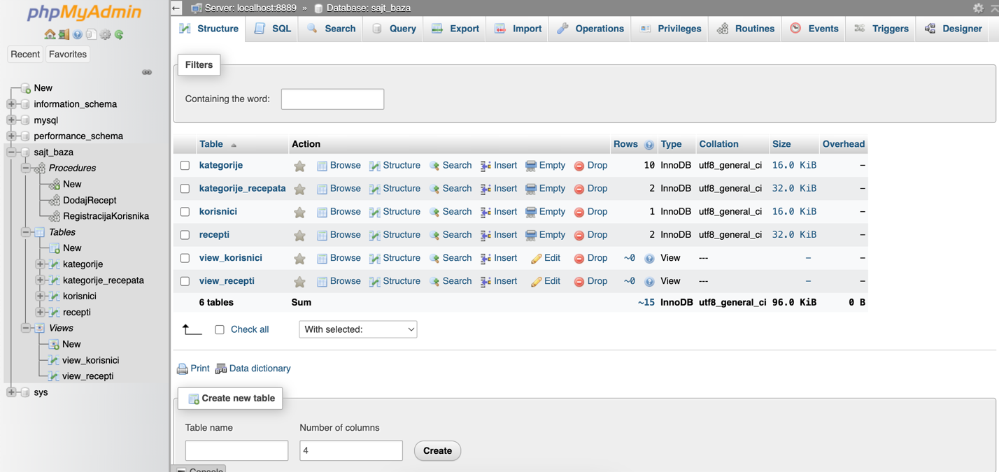 phpMyAdmin
Recent Favorites
New
information_schema
mysql
performance_schema
sajt_baza
Procedures
New
DodajRecept
RegistracijaKorisnika
Tables
New
kategorije
kategorije_recepata
korisnici
recepti
Views
New
view_korisnici
view_recepti
sys
Server: localhost:8889 » Database: sajt_baza
Structure SQL Search Query Export Import Operations Privileges Routines Events Triggers Designer
Filters
Containing the word:
Table Action Rows Type Collation Size Overhead
kategorije Browse Structure Search Insert Empty Drop 10 InnoDB utf8_general_ci 16.0 KiB –
kategorije_recepata Browse Structure Search Insert Empty Drop 2 InnoDB utf8_general_ci 32.0 KiB –
korisnici Browse Structure Search Insert Empty Drop 1 InnoDB utf8_general_ci 16.0 KiB –
recepti Browse Structure Search Insert Empty Drop 2 InnoDB utf8_general_ci 32.0 KiB –
view_korisnici Browse Structure Search Insert Edit Drop ~0 View --- – –
view_recepti Browse Structure Search Insert Edit Drop ~0 View --- – –
6 tables Sum ~15 InnoDB utf8_general_ci 96.0 KiB 0 B
Check all With selected:
Print Data dictionary
Create new table
Table name Number of columns
4 Create
Console